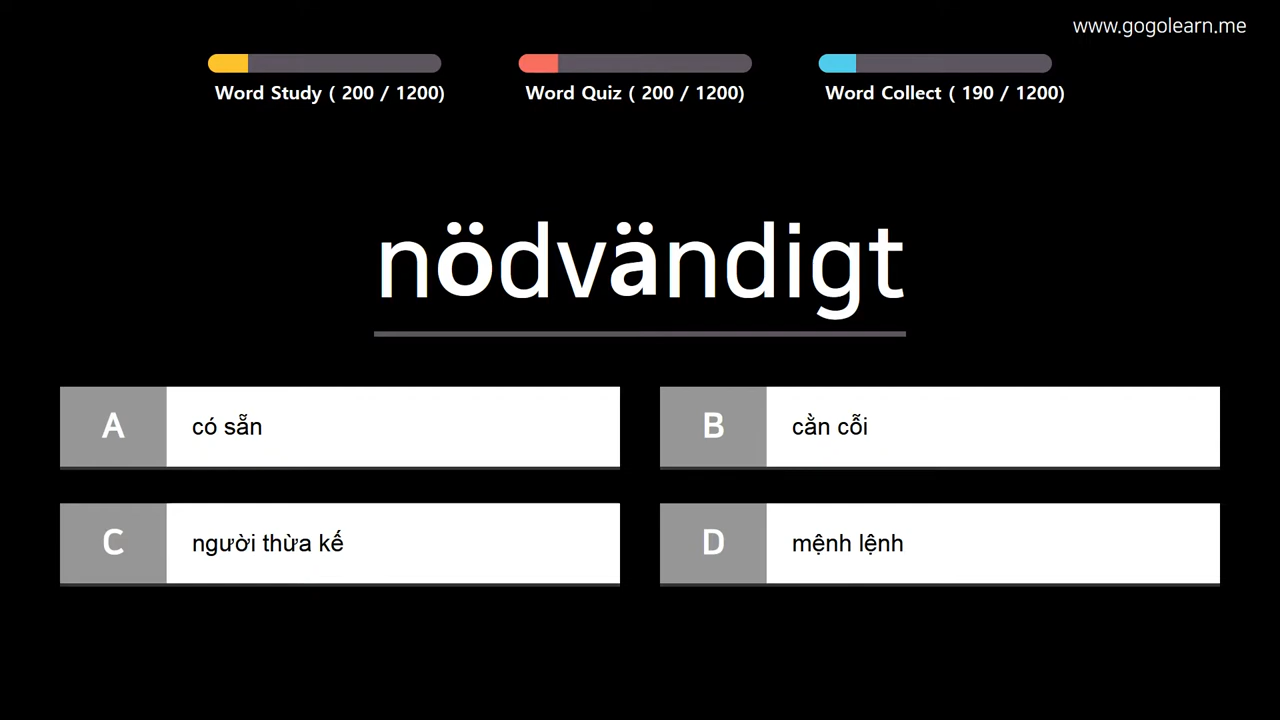 www.gogolearn.me
Word Study ( 200 / 1200)
Word Quiz ( 200 / 1200)
Word Collect ( 190 / 1200)
nödvändigt
A có sẵn
B cằn cỗi
C người thừa kế
D mệnh lệnh